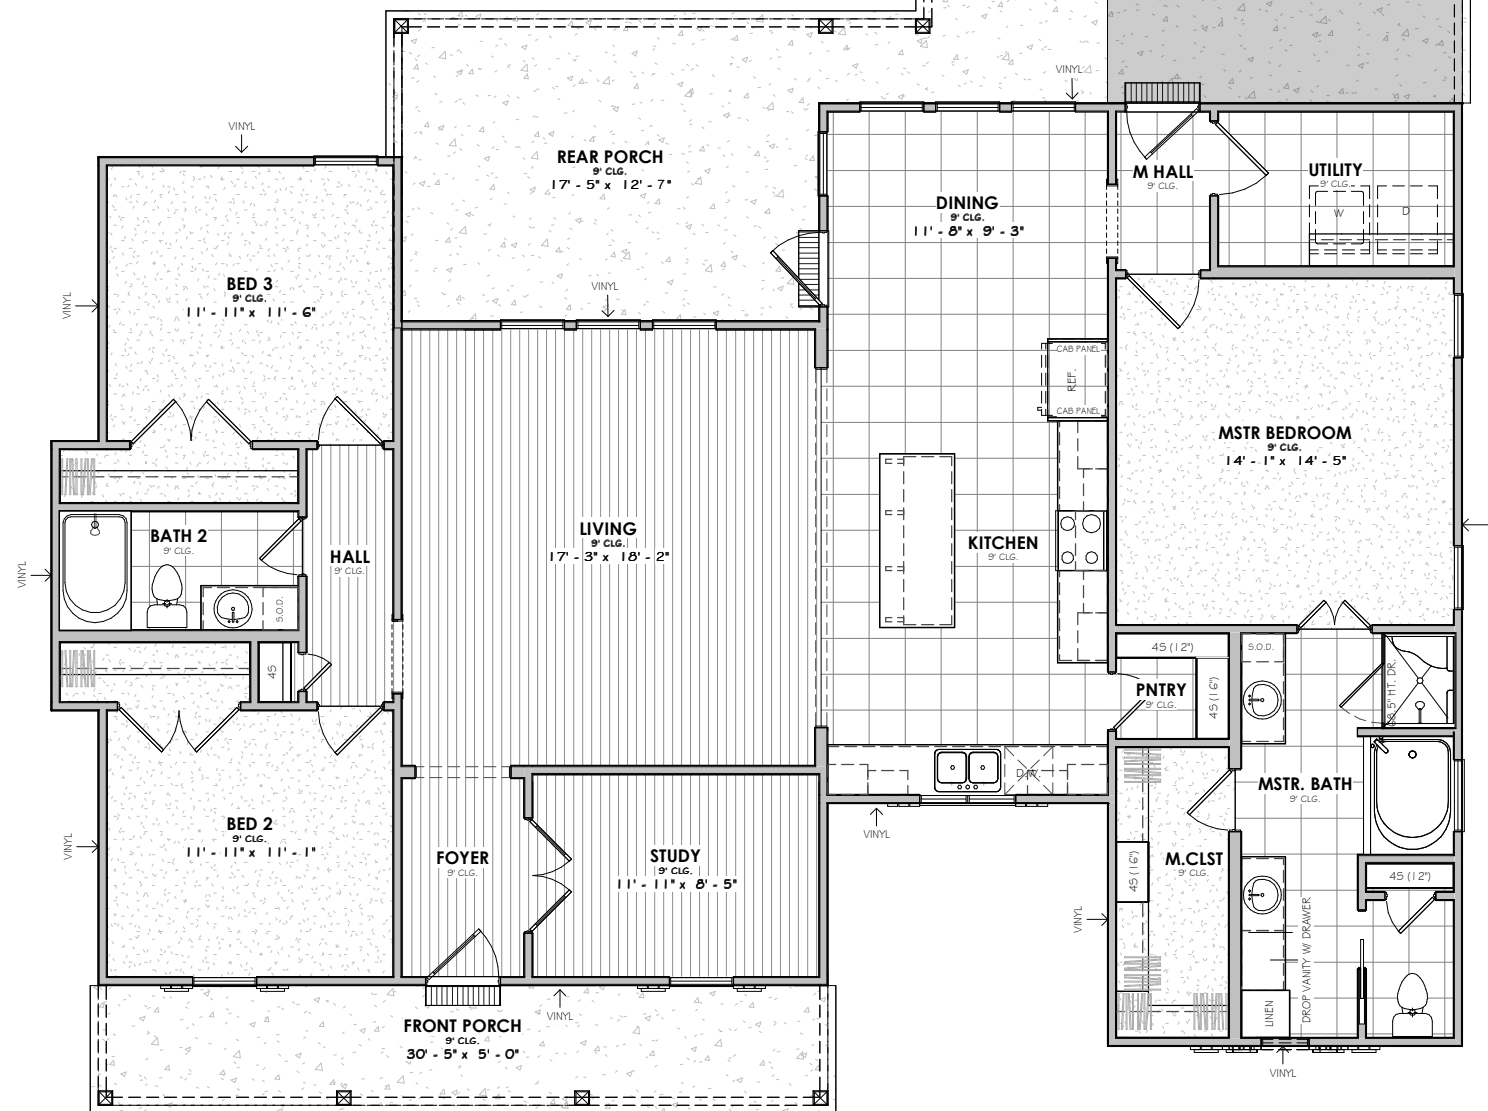 VINYL
VINYL
REAR PORCH
9' CLG.
17' - 5" x 12' - 7"
M HALL
9' CLG.
UTILITY
9' CLG.
W
D
DINING
9' CLG.
11' - 8" x 9' - 3"
BED 3
9' CLG.
11' - 11" x 11' - 6"
VINYL
VINYL
CAB PANEL
REF.
CAB PANEL
MSTR BEDROOM
9' CLG.
14' - 1" x 14' - 5"
BATH 2
9' CLG.
HALL
9' CLG.
LIVING
9' CLG.
17' - 3" x 18' - 2"
KITCHEN
9' CLG.
VINYL
S.O.D.
4S
4S (12")
S.O.D.
PNTRY
9' CLG.
4S (16")
68.5" HT. DR.
D/W
MSTR. BATH
9' CLG.
VINYL
BED 2
9' CLG.
11' - 11" x 11' - 1"
VINYL
FOYER
9' CLG.
STUDY
9' CLG.
11' - 11" x 8' - 5"
4S (16")
M.CLST
9' CLG.
4S (12")
VINYL
DROP VANITY W/ DRAWER
LINEN
FRONT PORCH
9' CLG.
30' - 5" x 5' - 0"
VINYL
VINYL